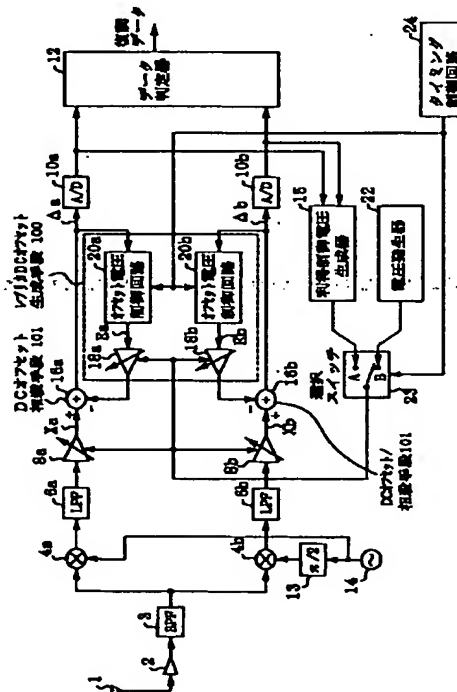 復調
データ
12
データ
判定器
24
タイミング
制御回路
10a
A/D
10b
A/D
Δa
Δb
レプリカDCオフセット
生成手段 100
20a
オフセット電圧
制御回路
20b
オフセット電圧
制御回路
15
利得制御電圧
生成器
22
電圧発生器
DCオフセット
相殺手段 101
16a
+
-
18a
Ra
18b
Rb
16b
-
+
選択
スイッチ
A
B
23
DCオフセット
相殺手段101
Xa
8a
Xb
8b
6a
LPF
6b
LPF
4a
4b
13
π/2
14
3
BPF
2
1